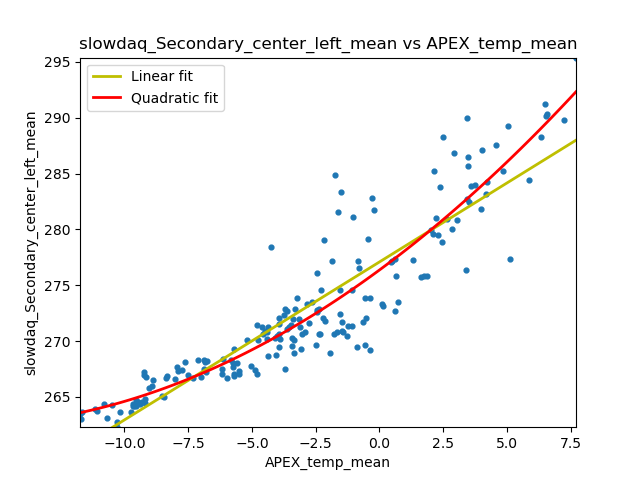 slowdaq_Secondary_center_left_mean vs APEX_temp_mean
Linear fit
Quadratic fit
slowdaq_Secondary_center_left_mean
295
290
285
280
275
270
265
−10.0 −7.5 −5.0 −2.5 0.0 2.5 5.0 7.5
APEX_temp_mean